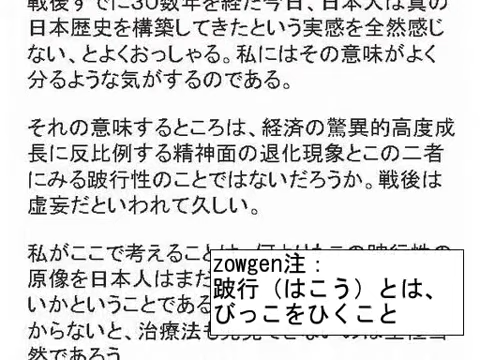 戦後すでに30数年を経た今日、日本人は真の
日本歴史を構築してきたという実感を全然感じ
ない、とよくおっしゃる。私にはその意味がよく
分るような気がするのである。
それの意味するところは、経済の驚異的高度成
長に反比例する精神面の退化現象とこの二者
にみる跛行性のことではないだろうか。戦後は
虚妄だといわれて久しい。
私がここで考えることは、何よりもこの跛行性の
原像を日本人はまだ
いかということである
からないと、治療法も
然であろう
zowgen注：
跛行（はこう）とは、
びっこをひくこと